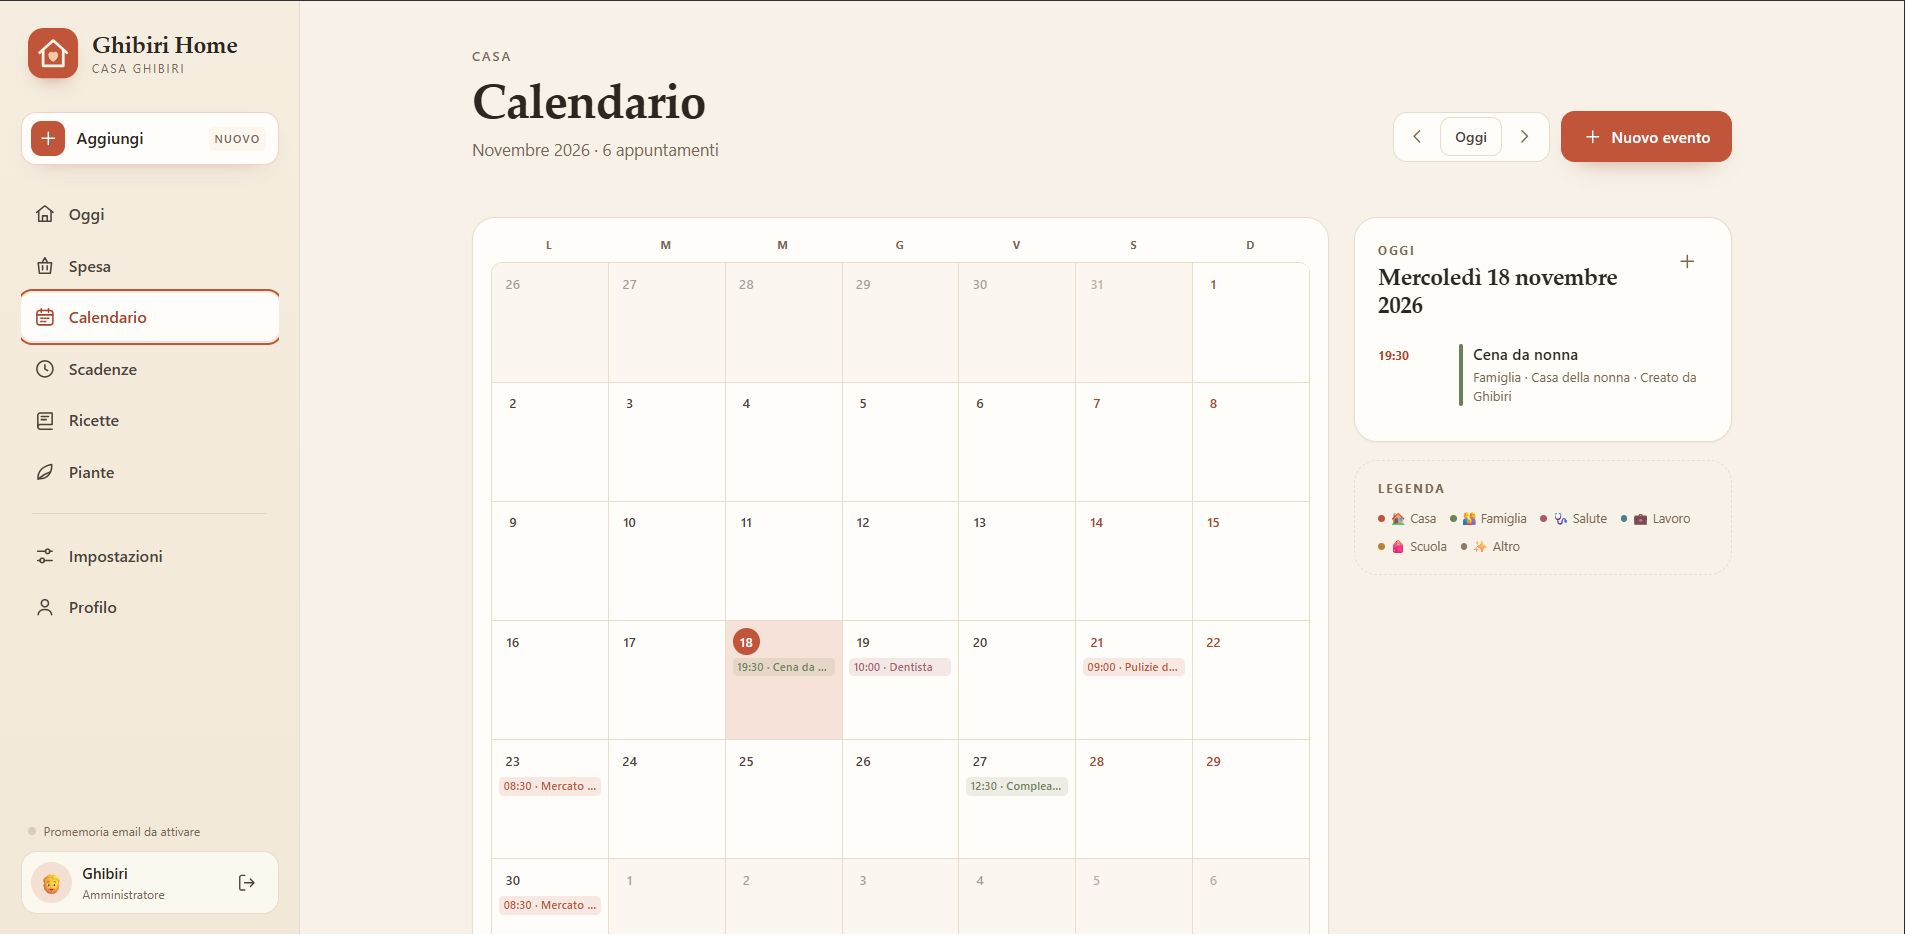 Ghibiri Home
CASA GHIBIRI
Aggiungi NUOVO
Oggi
Spesa
Calendario
Scadenze
Ricette
Piante
Impostazioni
Profilo
Promemoria email da attivare
Ghibiri
Amministratore
CASA
Calendario
Novembre 2026 · 6 appuntamenti
Oggi
Nuovo evento
L M M G V S D
26 27 28 29 30 31 1
2 3 4 5 6 7 8
9 10 11 12 13 14 15
16 17 18 19 20 21 22
19:30 · Cena da ... 10:00 · Dentista 09:00 · Pulizie d...
23 24 25 26 27 28 29
08:30 · Mercato ... 12:30 · Complea...
30 1 2 3 4 5 6
08:30 · Mercato ...
OGGI
Mercoledì 18 novembre
2026
19:30 Cena da nonna
Famiglia · Casa della nonna · Creato da
Ghibiri
LEGENDA
Casa Famiglia Salute Lavoro
Scuola Altro